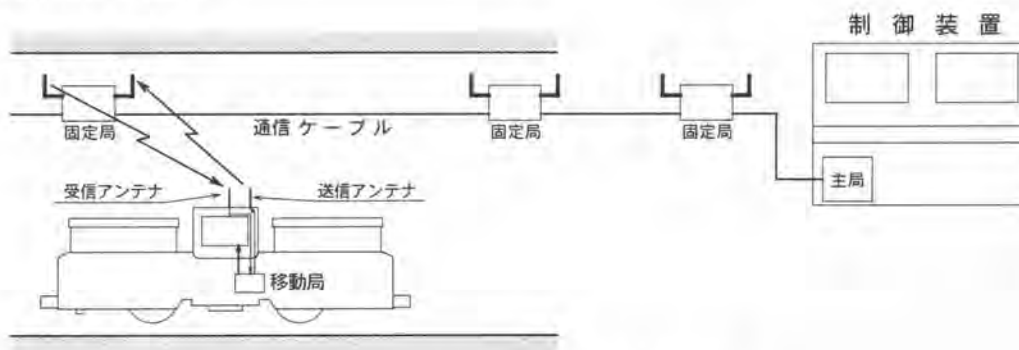 制御装置
固定局
通信ケーブル
固定局
固定局
主局
受信アンテナ
送信アンテナ
移動局